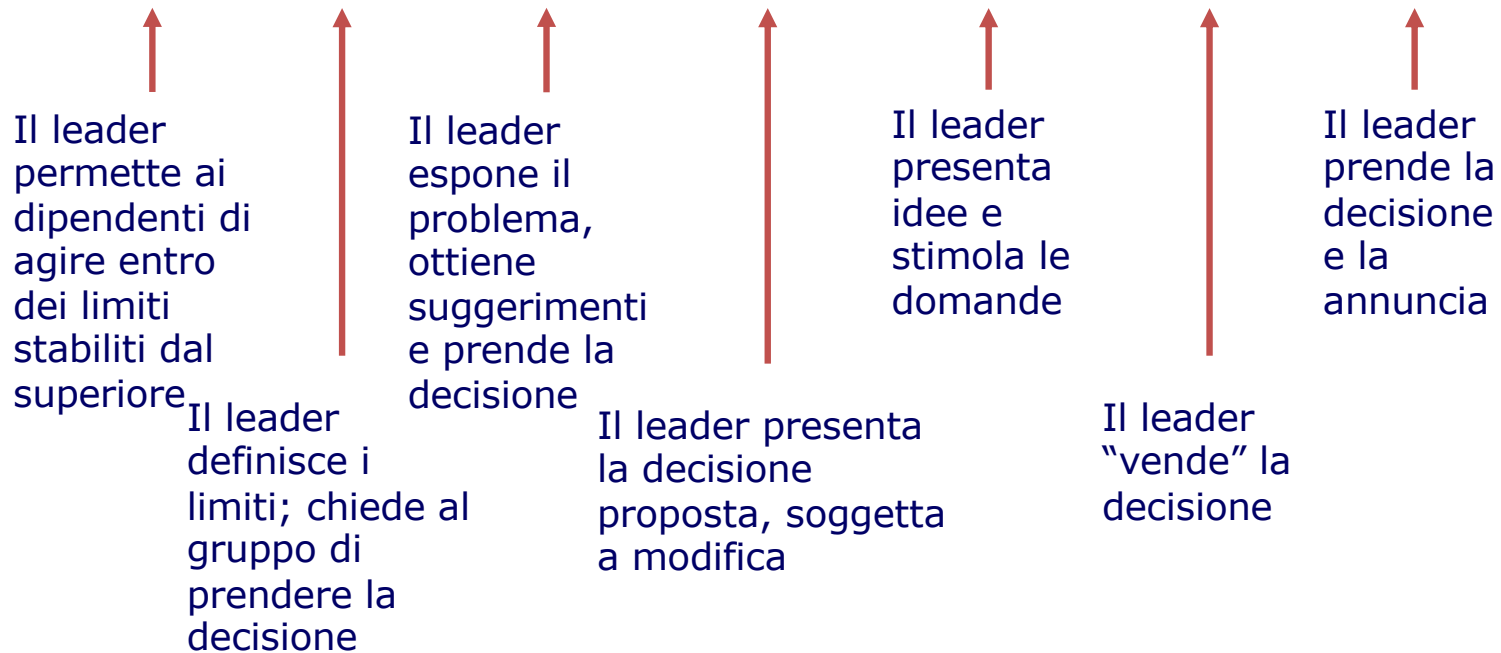 Il leader
permette ai
dipendenti di
agire entro
dei limiti
stabiliti dal
superiore
Il leader
definisce i
limiti; chiede al
gruppo di
prendere la
decisione
Il leader
espone il
problema,
ottiene
suggerimenti
e prende la
decisione
Il leader presenta
la decisione
proposta, soggetta
a modifica
Il leader
presenta
idee e
stimola le
domande
Il leader
“vende” la
decisione
Il leader
prende la
decisione
e la
annuncia